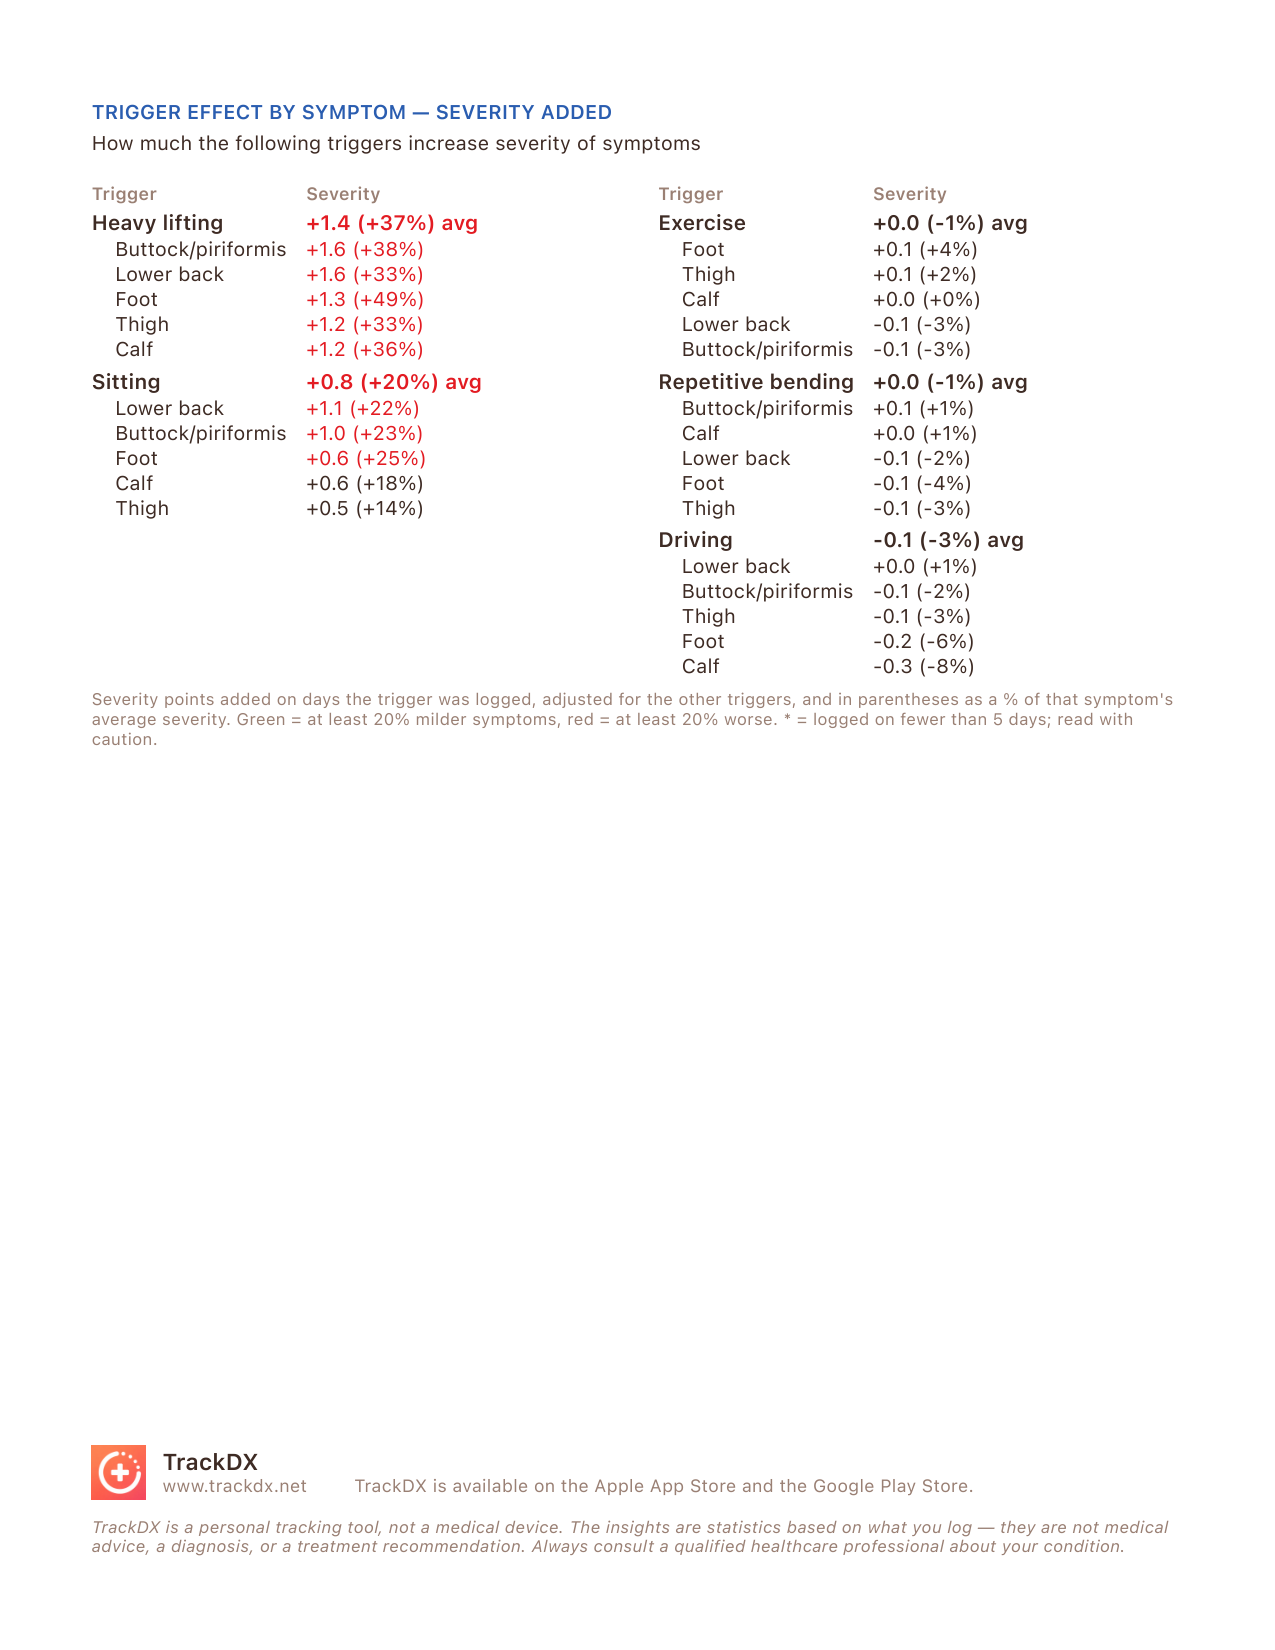 TRIGGER EFFECT BY SYMPTOM — SEVERITY ADDED
How much the following triggers increase severity of symptoms
Trigger Severity
Heavy lifting +1.4 (+37%) avg
Buttock/piriformis +1.6 (+38%)
Lower back +1.6 (+33%)
Foot +1.3 (+49%)
Thigh +1.2 (+33%)
Calf +1.2 (+36%)
Sitting +0.8 (+20%) avg
Lower back +1.1 (+22%)
Buttock/piriformis +1.0 (+23%)
Foot +0.6 (+25%)
Calf +0.6 (+18%)
Thigh +0.5 (+14%)
Trigger Severity
Exercise +0.0 (-1%) avg
Foot +0.1 (+4%)
Thigh +0.1 (+2%)
Calf +0.0 (+0%)
Lower back -0.1 (-3%)
Buttock/piriformis -0.1 (-3%)
Repetitive bending +0.0 (-1%) avg
Buttock/piriformis +0.1 (+1%)
Calf +0.0 (+1%)
Lower back -0.1 (-2%)
Foot -0.1 (-4%)
Thigh -0.1 (-3%)
Driving -0.1 (-3%) avg
Lower back +0.0 (+1%)
Buttock/piriformis -0.1 (-2%)
Thigh -0.1 (-3%)
Foot -0.2 (-6%)
Calf -0.3 (-8%)
Severity points added on days the trigger was logged, adjusted for the other triggers, and in parentheses as a % of that symptom's
average severity. Green = at least 20% milder symptoms, red = at least 20% worse. * = logged on fewer than 5 days; read with
caution.
TrackDX
www.trackdx.net TrackDX is available on the Apple App Store and the Google Play Store.
TrackDX is a personal tracking tool, not a medical device. The insights are statistics based on what you log — they are not medical
advice, a diagnosis, or a treatment recommendation. Always consult a qualified healthcare professional about your condition.